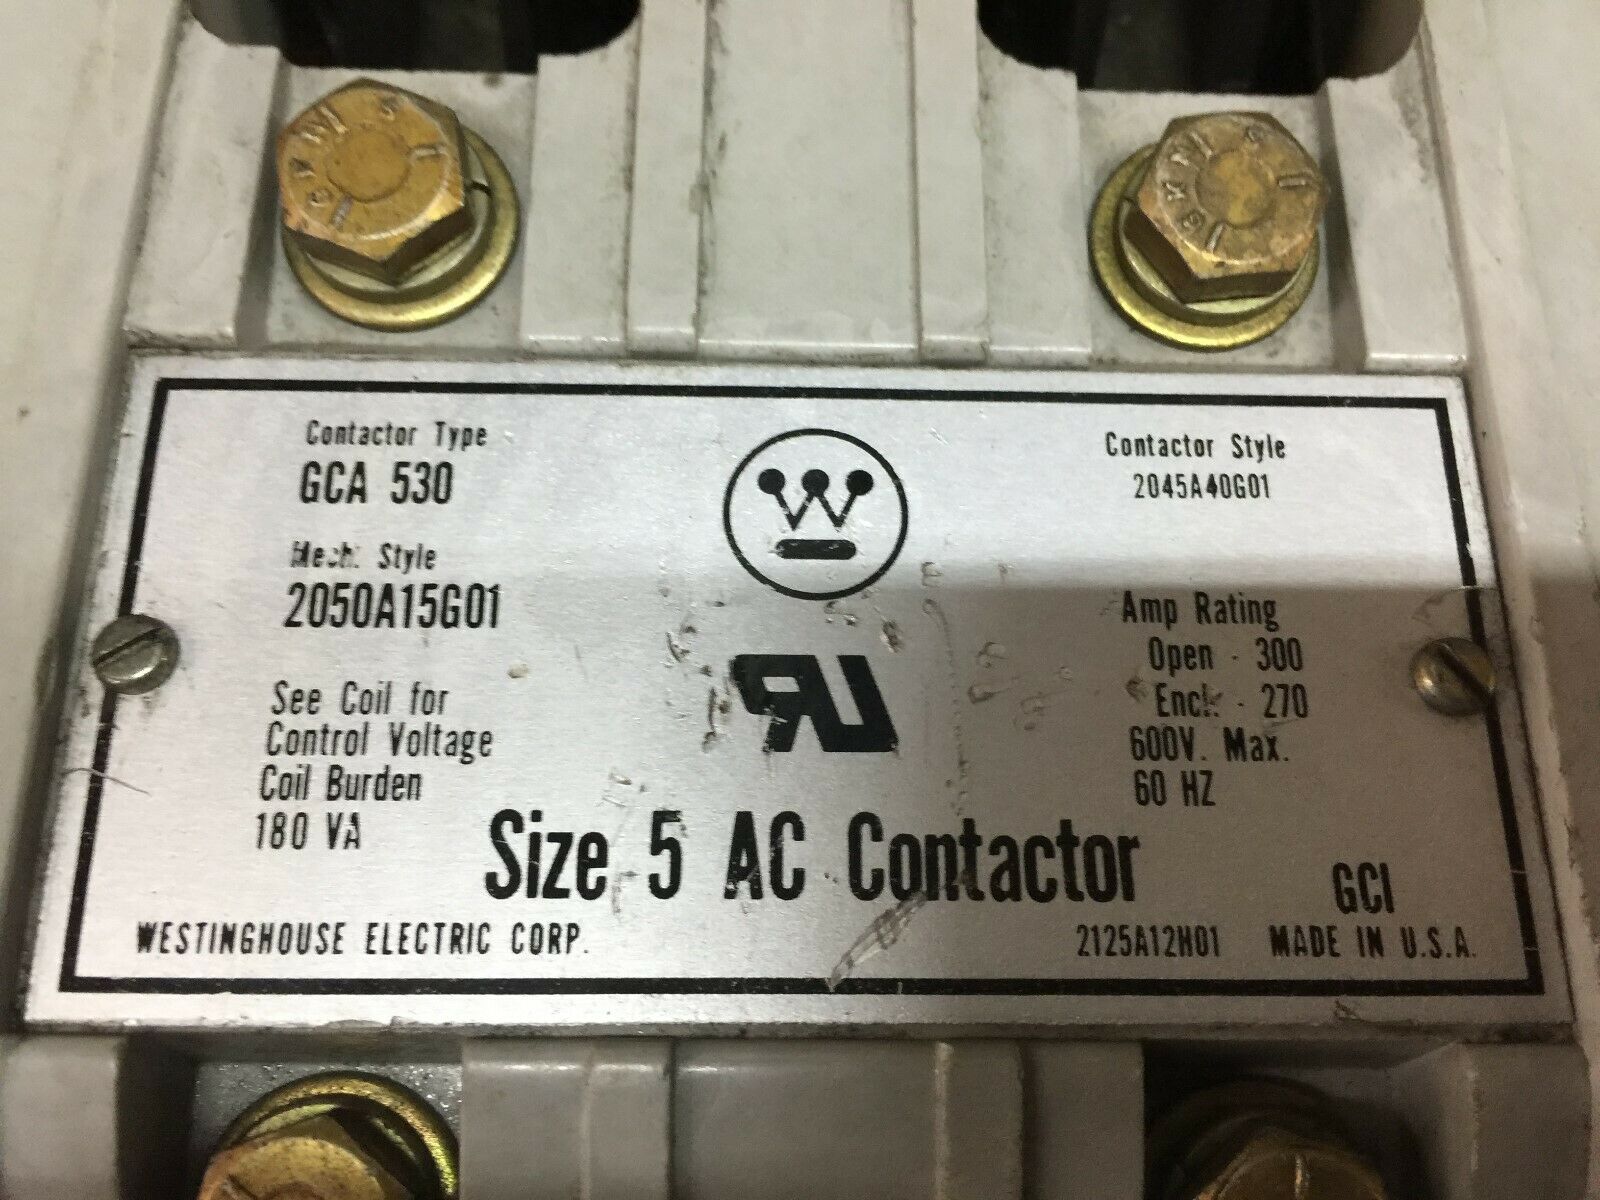 Contactor Type
GCA 530
Mech. Style
2050A15G01
See Coil for
Control Voltage
Coil Burden
180 VA
Contactor Style
2045A40G01
Amp Rating
Open - 300
Encl. - 270
600V. Max.
60 HZ
Size 5 AC Contactor
GCI
WESTINGHOUSE ELECTRIC CORP.
2125A12H01 MADE IN U.S.A.